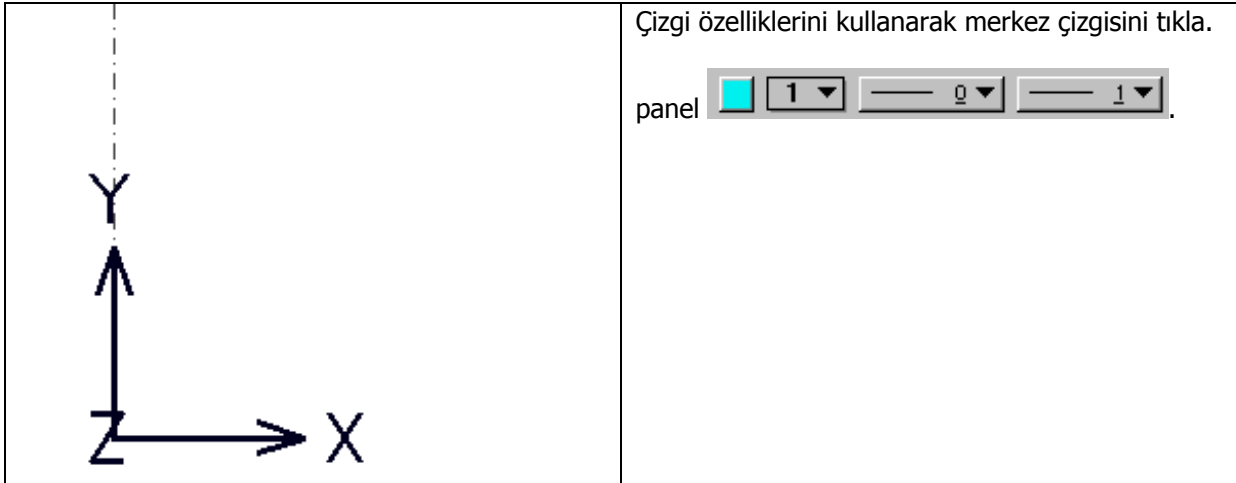 Y
Z
X
Çizgi özelliklerini kullanarak merkez çizgisini tıkla.
panel 1 0 1.